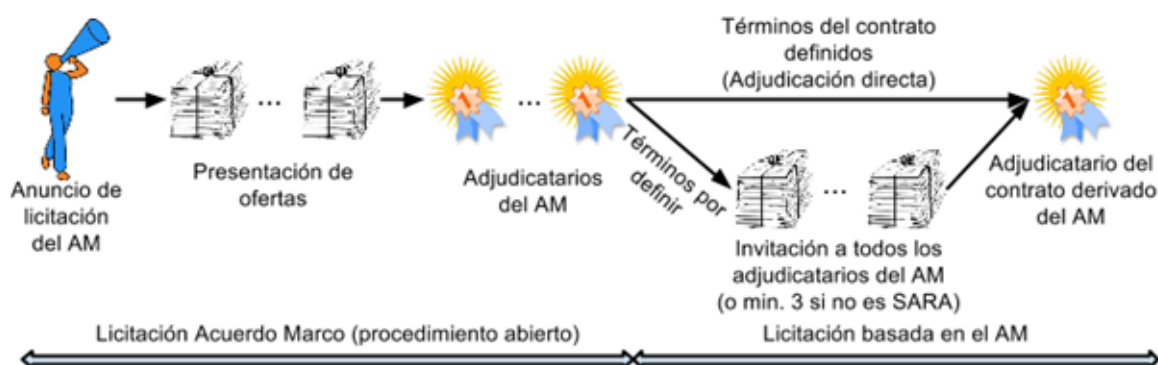 Anuncio de
licitación
del AM
...
Presentación de
ofertas
...
Adjudicatarios
del AM
Términos del contrato
definidos
(Adjudicación directa)
Términos por
definir
...
Invitación a todos los
adjudicatarios del AM
(o min. 3 si no es SARA)
Adjudicatario del
contrato derivado
del AM
Licitación Acuerdo Marco (procedimiento abierto)
Licitación basada en el AM